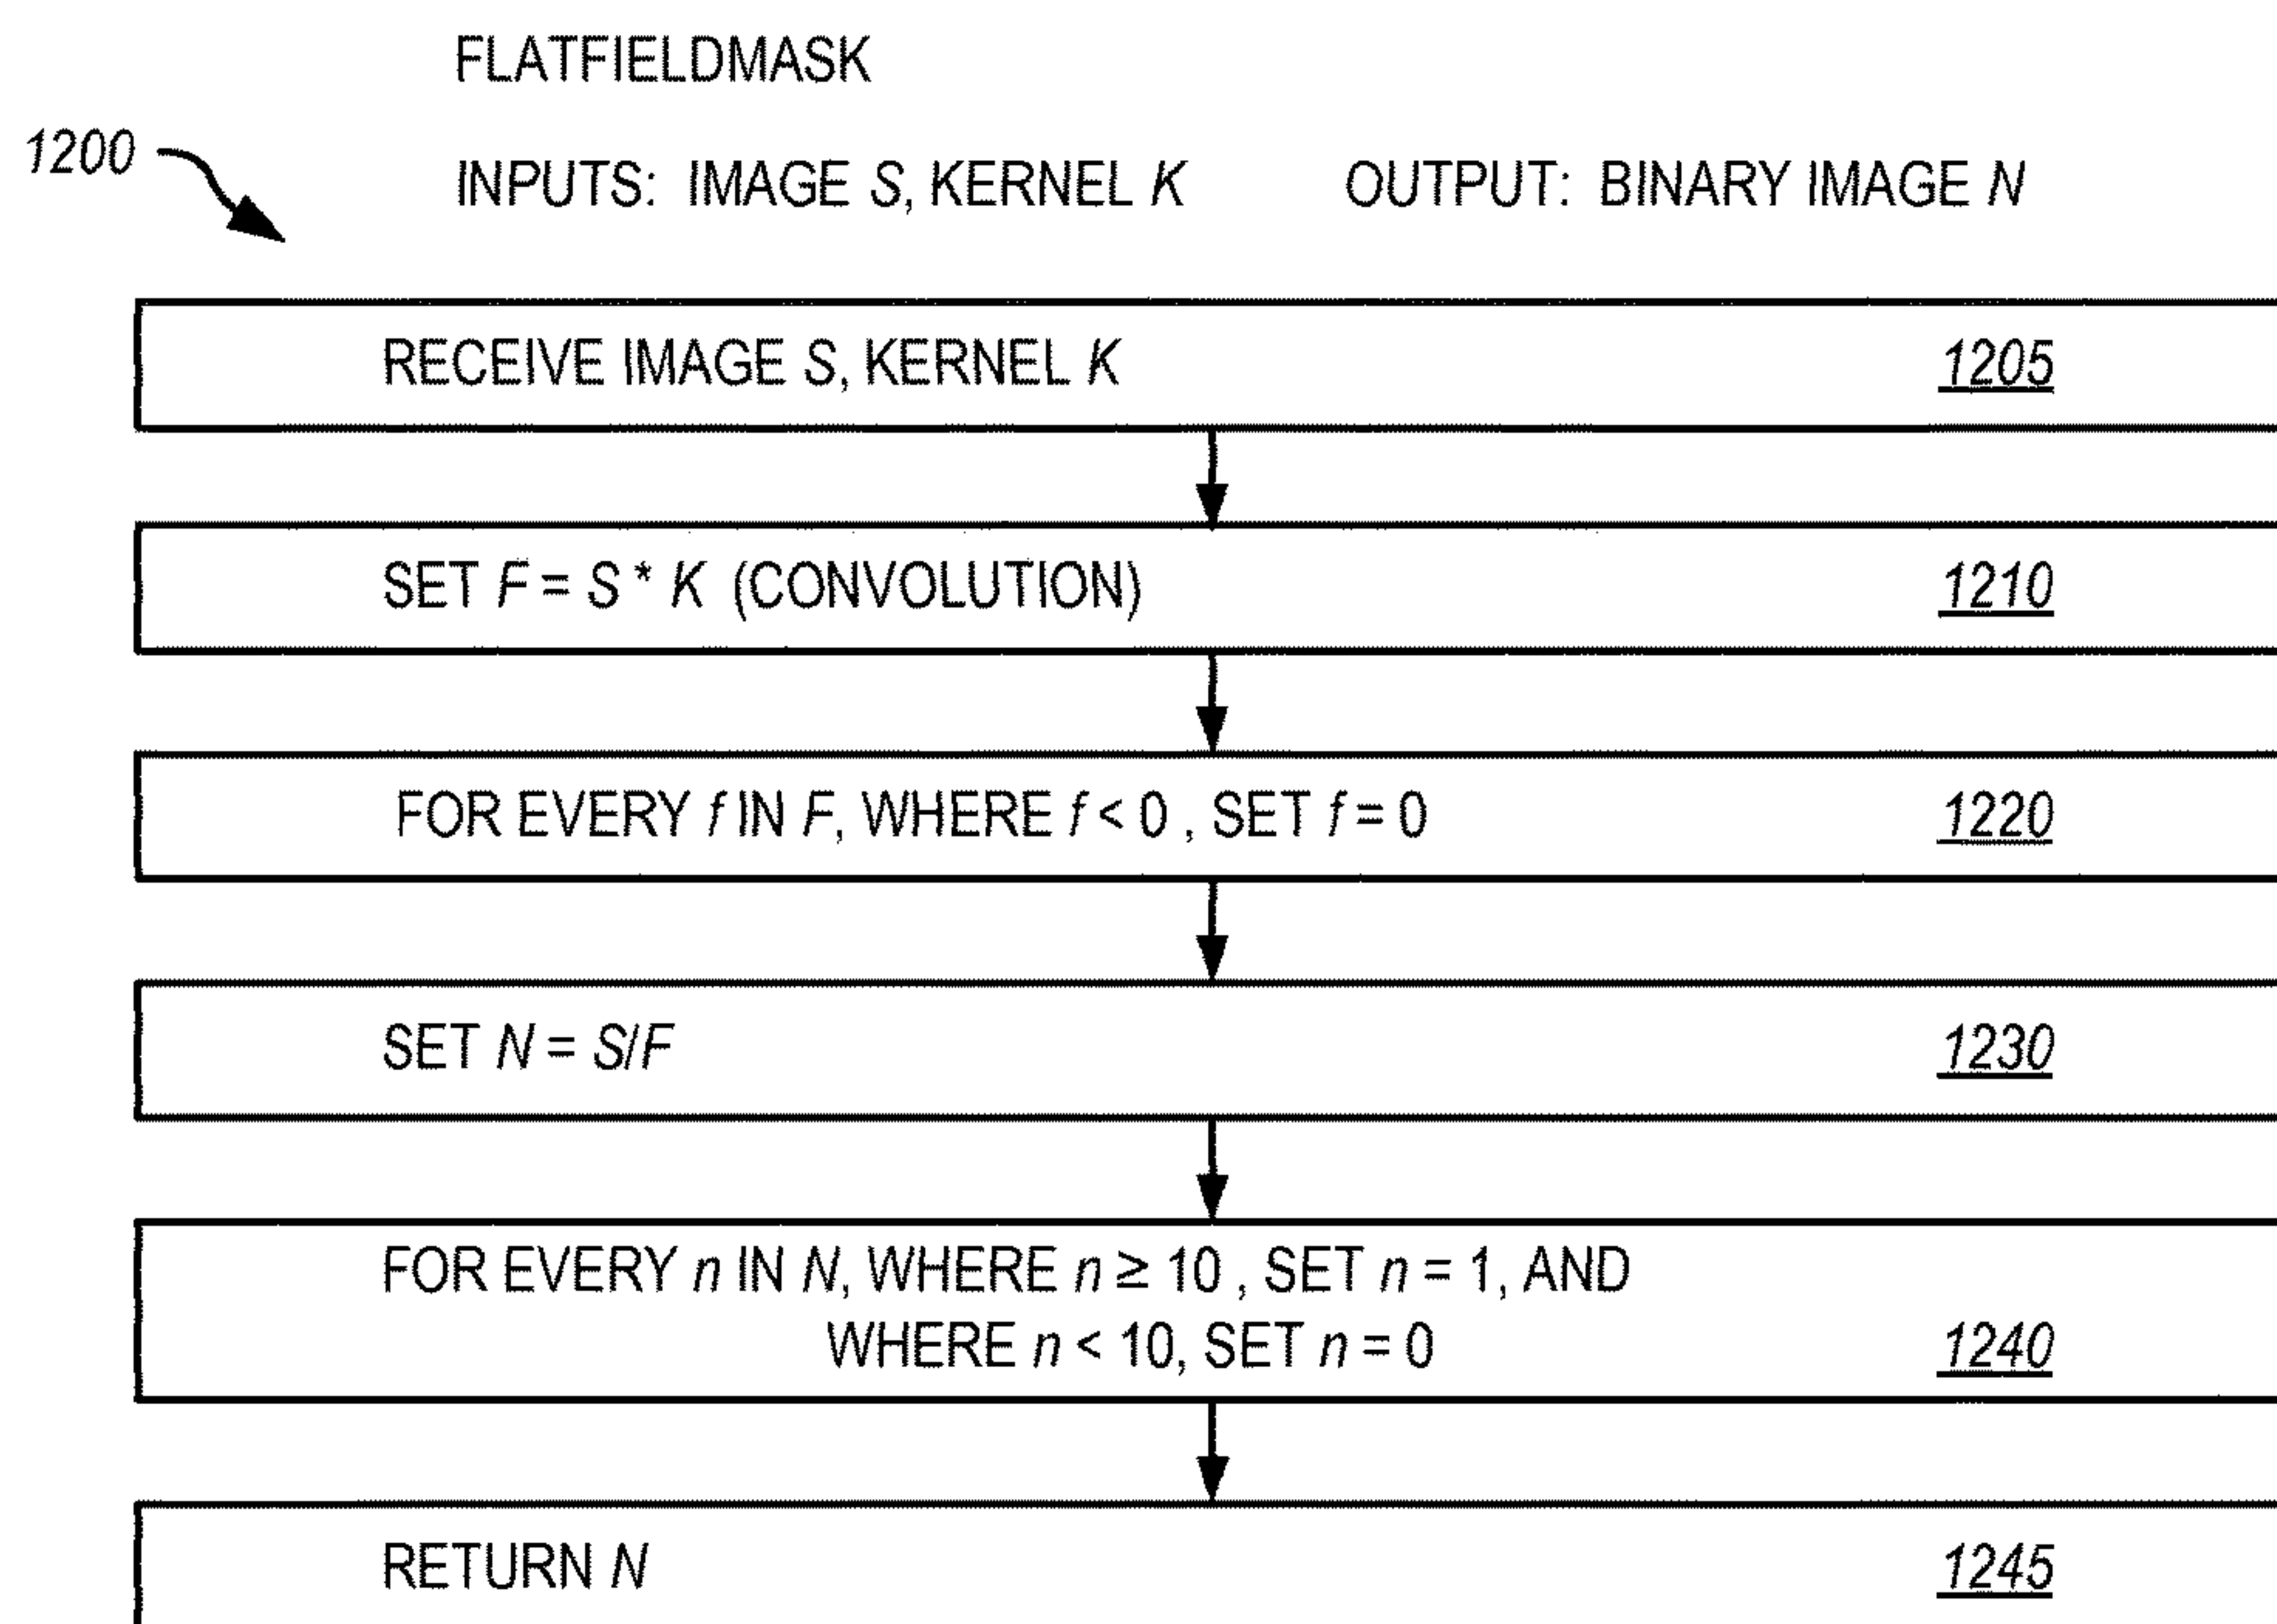 FLATFIELDMASK
1200
INPUTS: IMAGE S, KERNEL K OUTPUT: BINARY IMAGE N
RECEIVE IMAGE S, KERNEL K 1205
SET F = S * K (CONVOLUTION) 1210
FOR EVERY f IN F, WHERE f < 0 , SET f = 0 1220
SET N = S/F 1230
FOR EVERY n IN N, WHERE n ≥ 10 , SET n = 1, AND
WHERE n < 10, SET n = 0 1240
RETURN N 1245